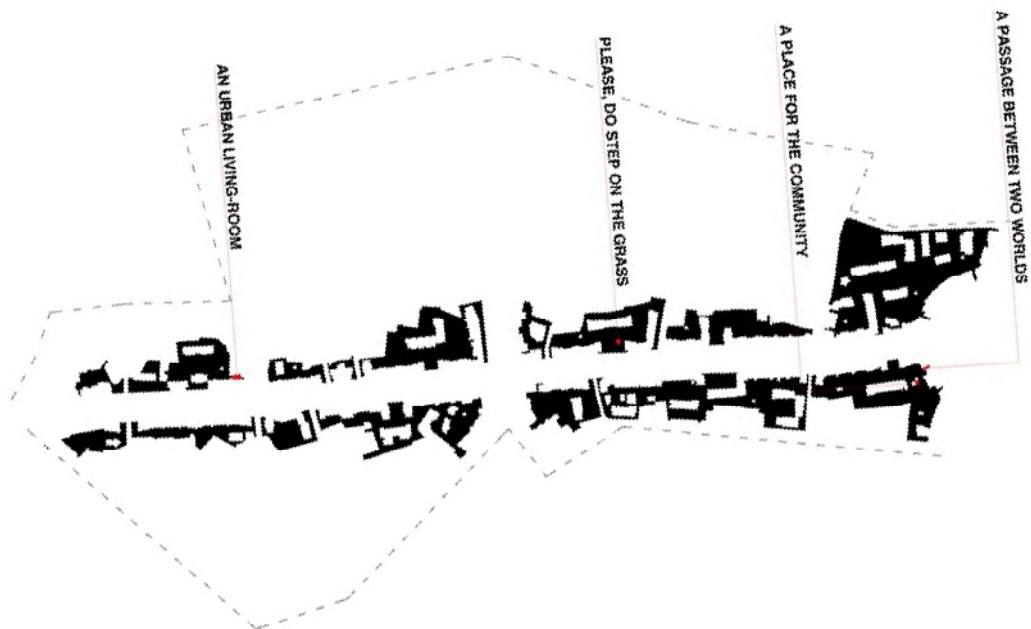 AN URBAN LIVING-ROOM
PLEASE, DO STEP ON THE GRASS
A PLACE FOR THE COMMUNITY
A PASSAGE BETWEEN TWO WORLDS